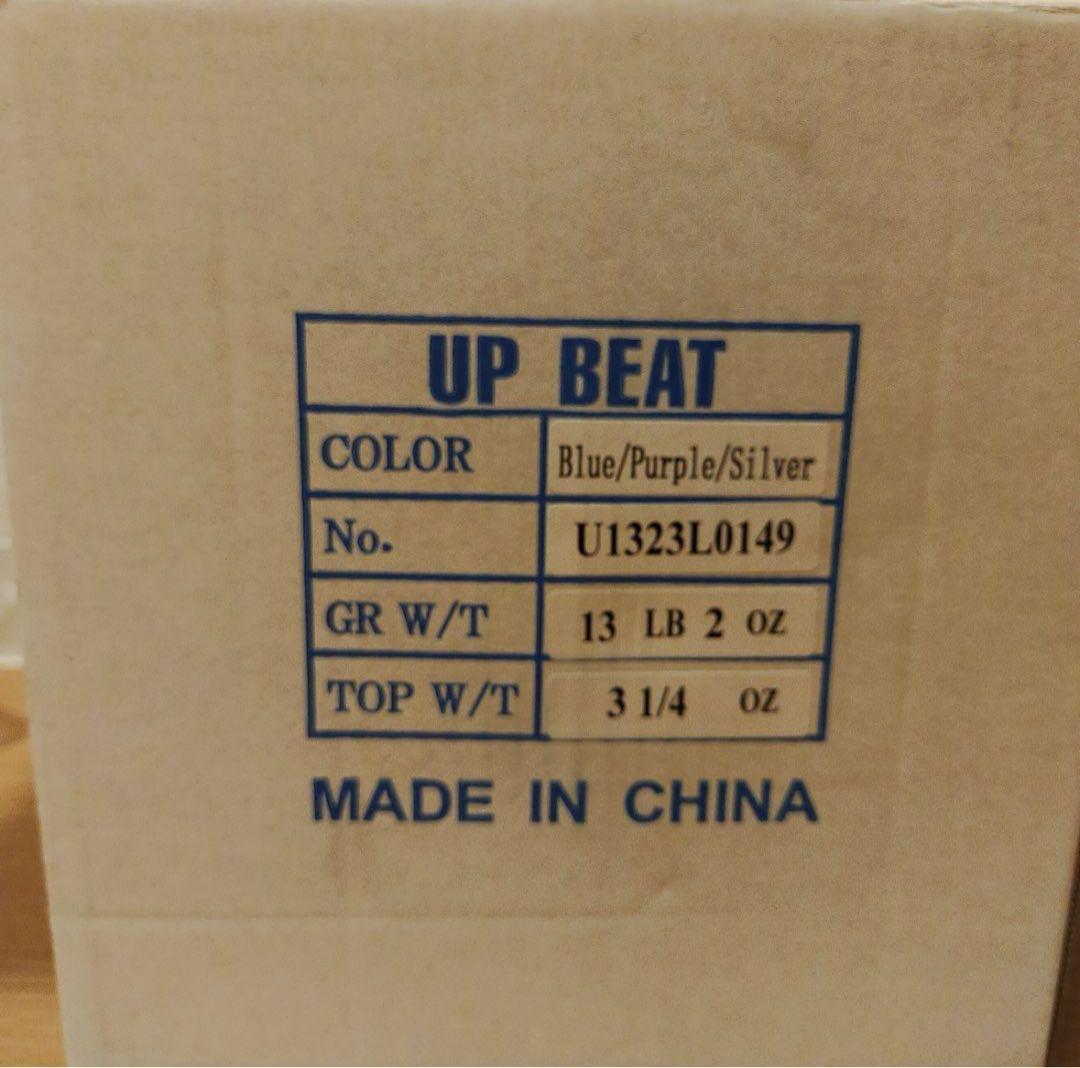 UP BEAT
COLOR Blue/Purple/Silver
No. U1323L0149
GR W/T 13 LB 2 OZ
TOP W/T 3 1/4 OZ
MADE IN CHINA